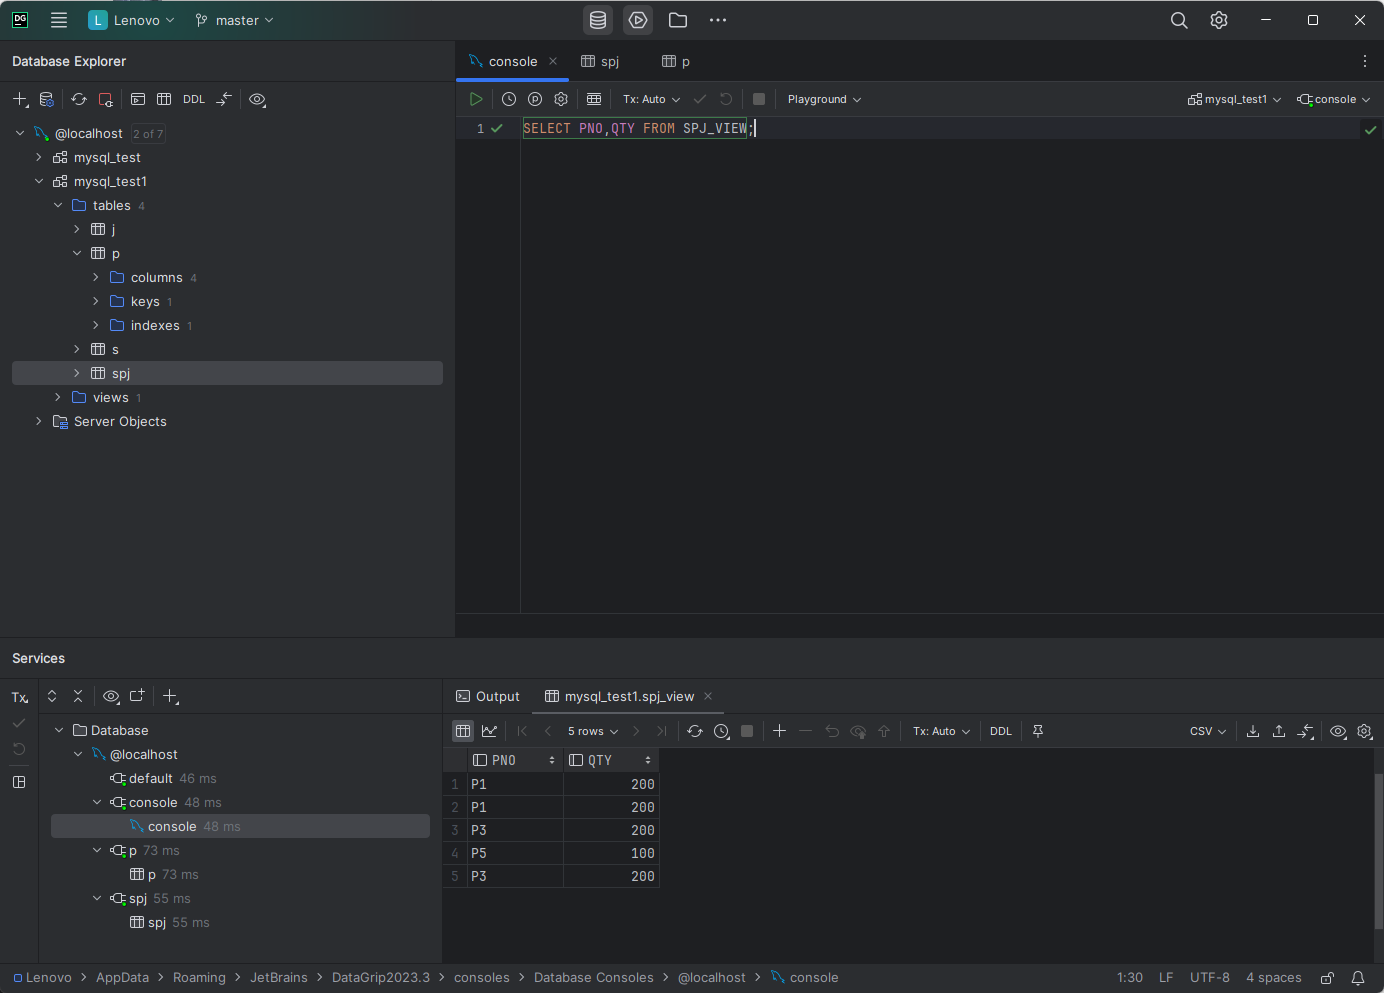 DG L Lenovo master
Database Explorer
console spj p
DDL
Tx: Auto Playground mysql_test1 console
@localhost 2 of 7
1 SELECT PNO,QTY FROM SPJ_VIEW;
mysql_test
mysql_test1
tables 4
j
p
columns 4
keys 1
indexes 1
s
spj
views 1
Server Objects
Services
Tx
Output mysql_test1.spj_view
5 rows Tx: Auto DDL CSV
Database
@localhost
default 46 ms
console 48 ms
console 48 ms
p 73 ms
p 73 ms
spj 55 ms
spj 55 ms
PNO QTY
1 P1 200
2 P1 200
3 P3 200
4 P5 100
5 P3 200
Lenovo > AppData > Roaming > JetBrains > DataGrip2023.3 > consoles > Database Consoles > @localhost > console 1:30 LF UTF-8 4 spaces